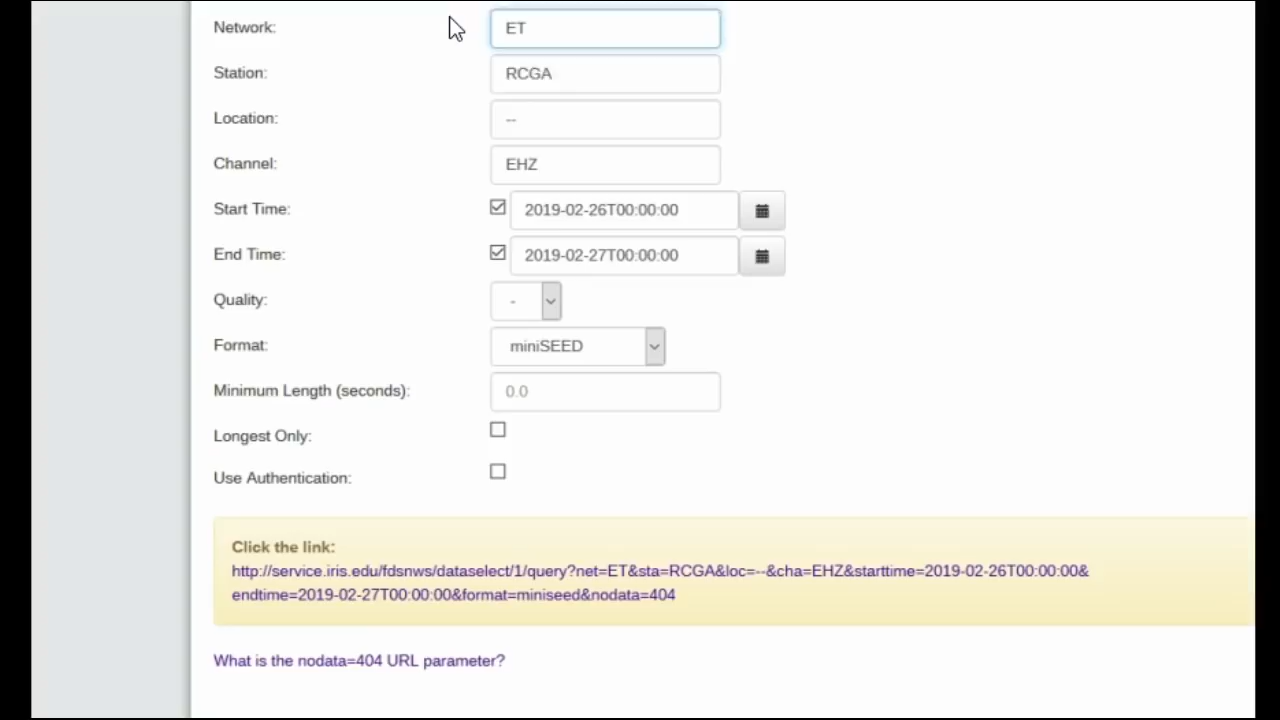 Network: ET
Station: RCGA
Location: --
Channel: EHZ
Start Time: 2019-02-26T00:00:00
End Time: 2019-02-27T00:00:00
Quality: -
Format: miniSEED
Minimum Length (seconds): 0.0
Longest Only:
Use Authentication:
Click the link:
http://service.iris.edu/fdsnws/dataselect/1/query?net=ET&sta=RCGA&loc=--&cha=EHZ&starttime=2019-02-26T00:00:00&
endtime=2019-02-27T00:00:00&format=miniseed&nodata=404
What is the nodata=404 URL parameter?